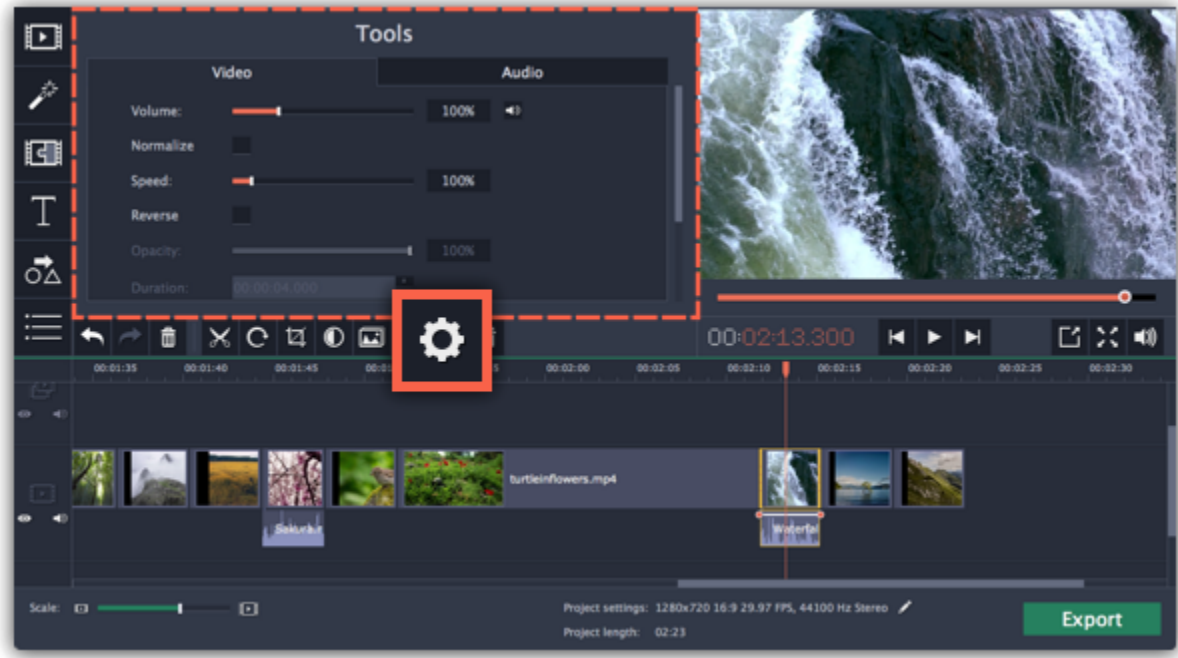 Tools
Video Audio
Volume: 100%
Normalize
Speed: 100%
Reverse
Opacity: 100%
Duration: 00:00:04.000
T
00:02:13.300
00:01:35 00:01:40 00:01:45 00:02:00 00:02:05 00:02:10 00:02:15 00:02:20 00:02:25 00:02:30
turtleinflowers.mp4
Sakura.
Waterfal
Scale: Project settings: 1280x720 16:9 29.97 FPS, 44100 Hz Stereo
Project length: 02:23
Export